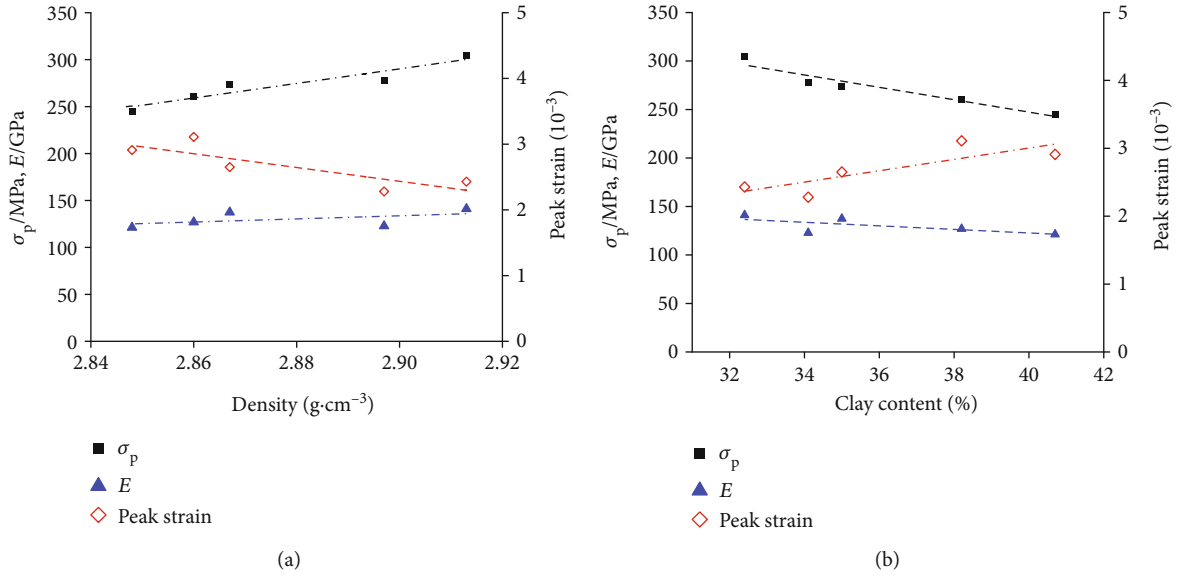 350
300
250
200
150
100
50
0
σp/MPa, E/GPa
5
4
3
2
1
0
Peak strain (10⁻³)
2.84 2.86 2.88 2.90 2.92
Density (g·cm⁻³)
σp
E
Peak strain
(a)
350
300
250
200
150
100
50
0
σp/MPa, E/GPa
5
4
3
2
1
0
Peak strain (10⁻³)
32 34 36 38 40 42
Clay content (%)
σp
E
Peak strain
(b)